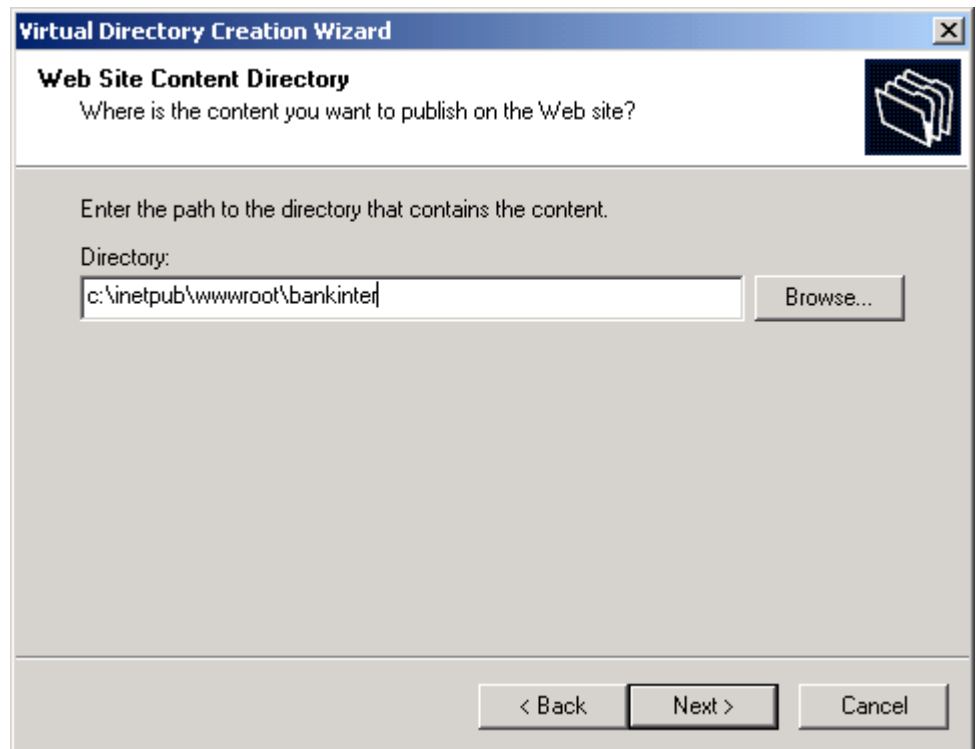 Virtual Directory Creation Wizard
Web Site Content Directory
Where is the content you want to publish on the Web site?
Enter the path to the directory that contains the content.
Directory:
c:\inetpub\wwwroot\bankinter
Browse...
< Back
Next >
Cancel